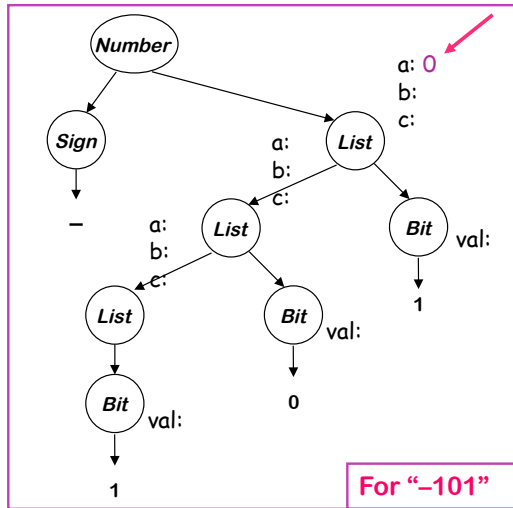 Number
a: 0
b:
c:
Sign
List
a:
b:
c:
–
List
Bit
val:
a:
b:
c:
1
List
Bit
val:
Bit
val:
0
1
For “–101”